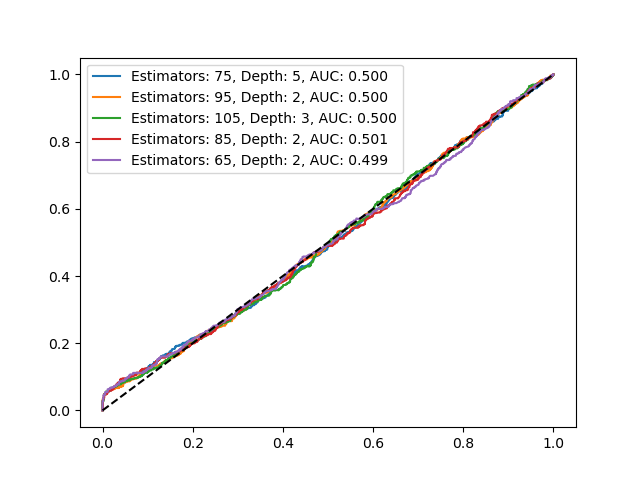 Estimators: 75, Depth: 5, AUC: 0.500
Estimators: 95, Depth: 2, AUC: 0.500
Estimators: 105, Depth: 3, AUC: 0.500
Estimators: 85, Depth: 2, AUC: 0.501
Estimators: 65, Depth: 2, AUC: 0.499
1.0
0.8
0.6
0.4
0.2
0.0
0.0 0.2 0.4 0.6 0.8 1.0